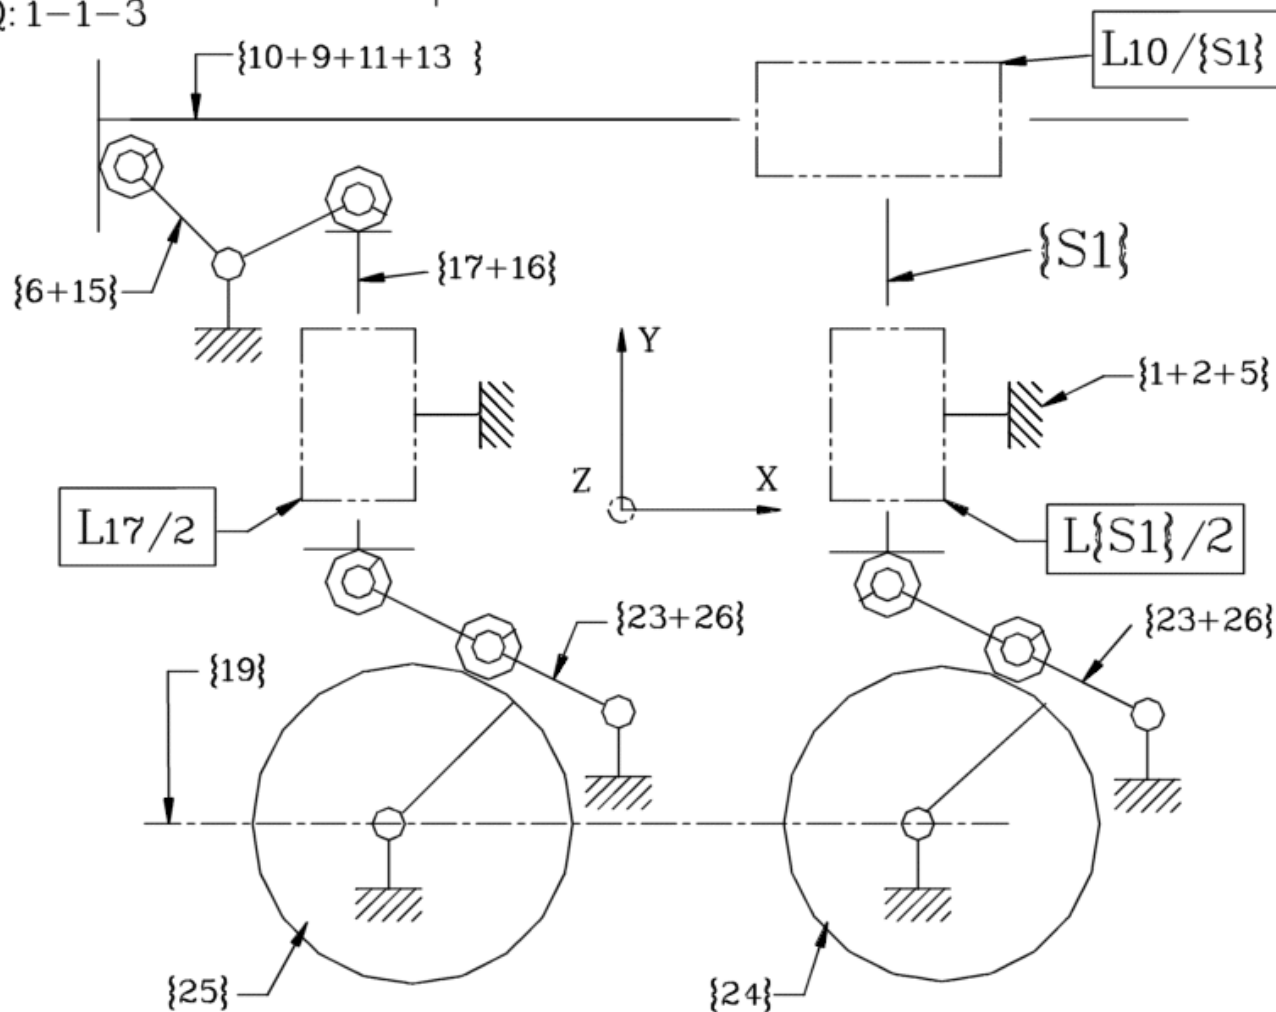 Q: 1-1-3
{10+9+11+13 }
L10/{S1}
{S1}
{17+16}
{6+15}
Y
{1+2+5}
Z
X
L17/2
L{S1}/2
{23+26}
{23+26}
{19}
{25}
{24}